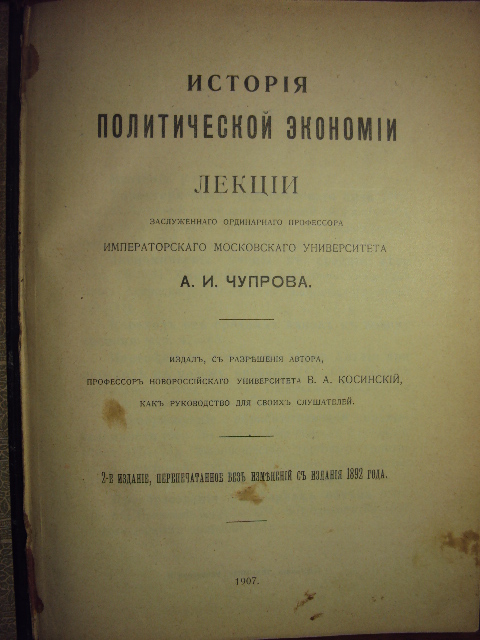 ИСТОРІЯ
ПОЛИТИЧЕСКОЙ ЭКОНОМІИ
ЛЕКЦІИ
ЗАСЛУЖЕННАГО ОРДИНАРНАГО ПРОФЕССОРА
ИМПЕРАТОРСКАГО МОСКОВСКАГО УНИВЕРСИТЕТА
А. И. ЧУПРОВА.
ИЗДАЛЪ, СЪ РАЗРѢШЕНІЯ АВТОРА,
ПРОФЕССОРЪ НОВОРОССІЙСКАГО УНИВЕРСИТЕТА В. А. КОСИНСКІЙ,
КАКЪ РУКОВОДСТВО ДЛЯ СВОИХЪ СЛУШАТЕЛЕЙ.
2-Е ИЗДАНІЕ, ПЕРЕПЕЧАТАННОЕ БЕЗЪ ИЗМѢНЕНІЙ СЪ ИЗДАНІЯ 1892 ГОДА.
1907.